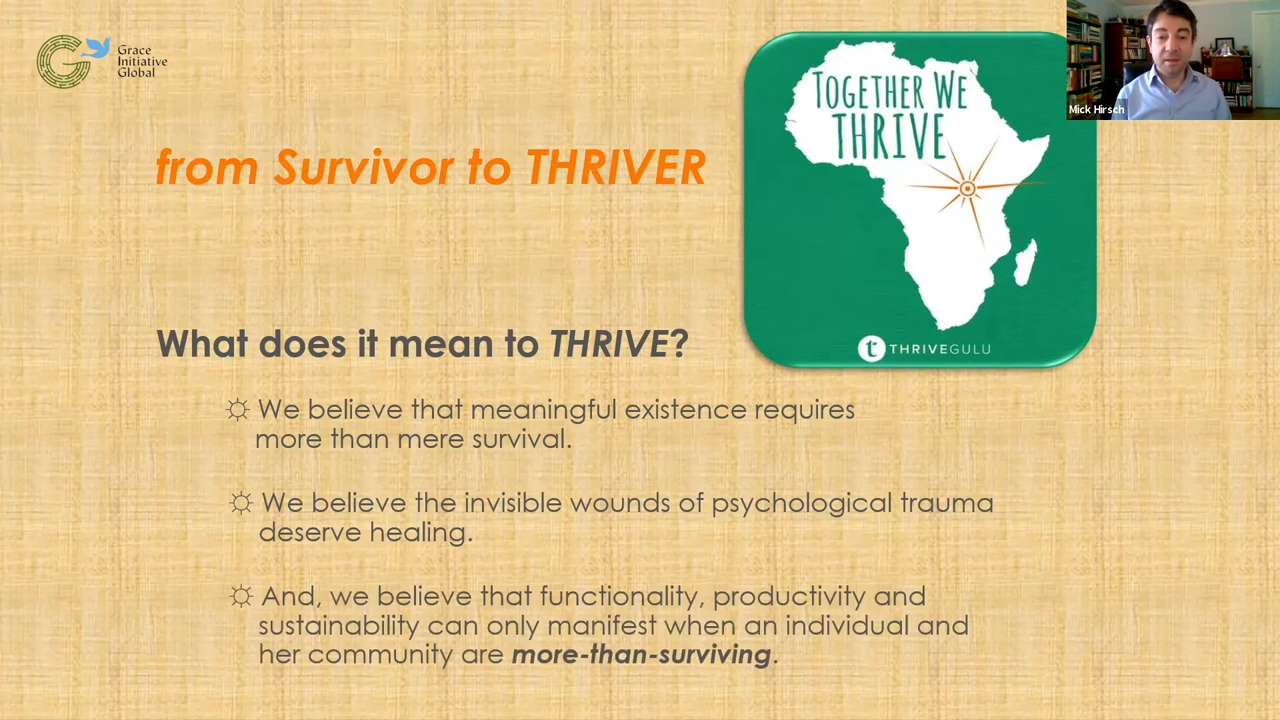 Grace
Initiative
Global
TOGETHER WE
THRIVE
Mick Hirsch
from Survivor to THRIVER
t THRIVEGULU
What does it mean to THRIVE?
☼ We believe that meaningful existence requires
more than mere survival.
☼ We believe the invisible wounds of psychological trauma
deserve healing.
☼ And, we believe that functionality, productivity and
sustainability can only manifest when an individual and
her community are more-than-surviving.